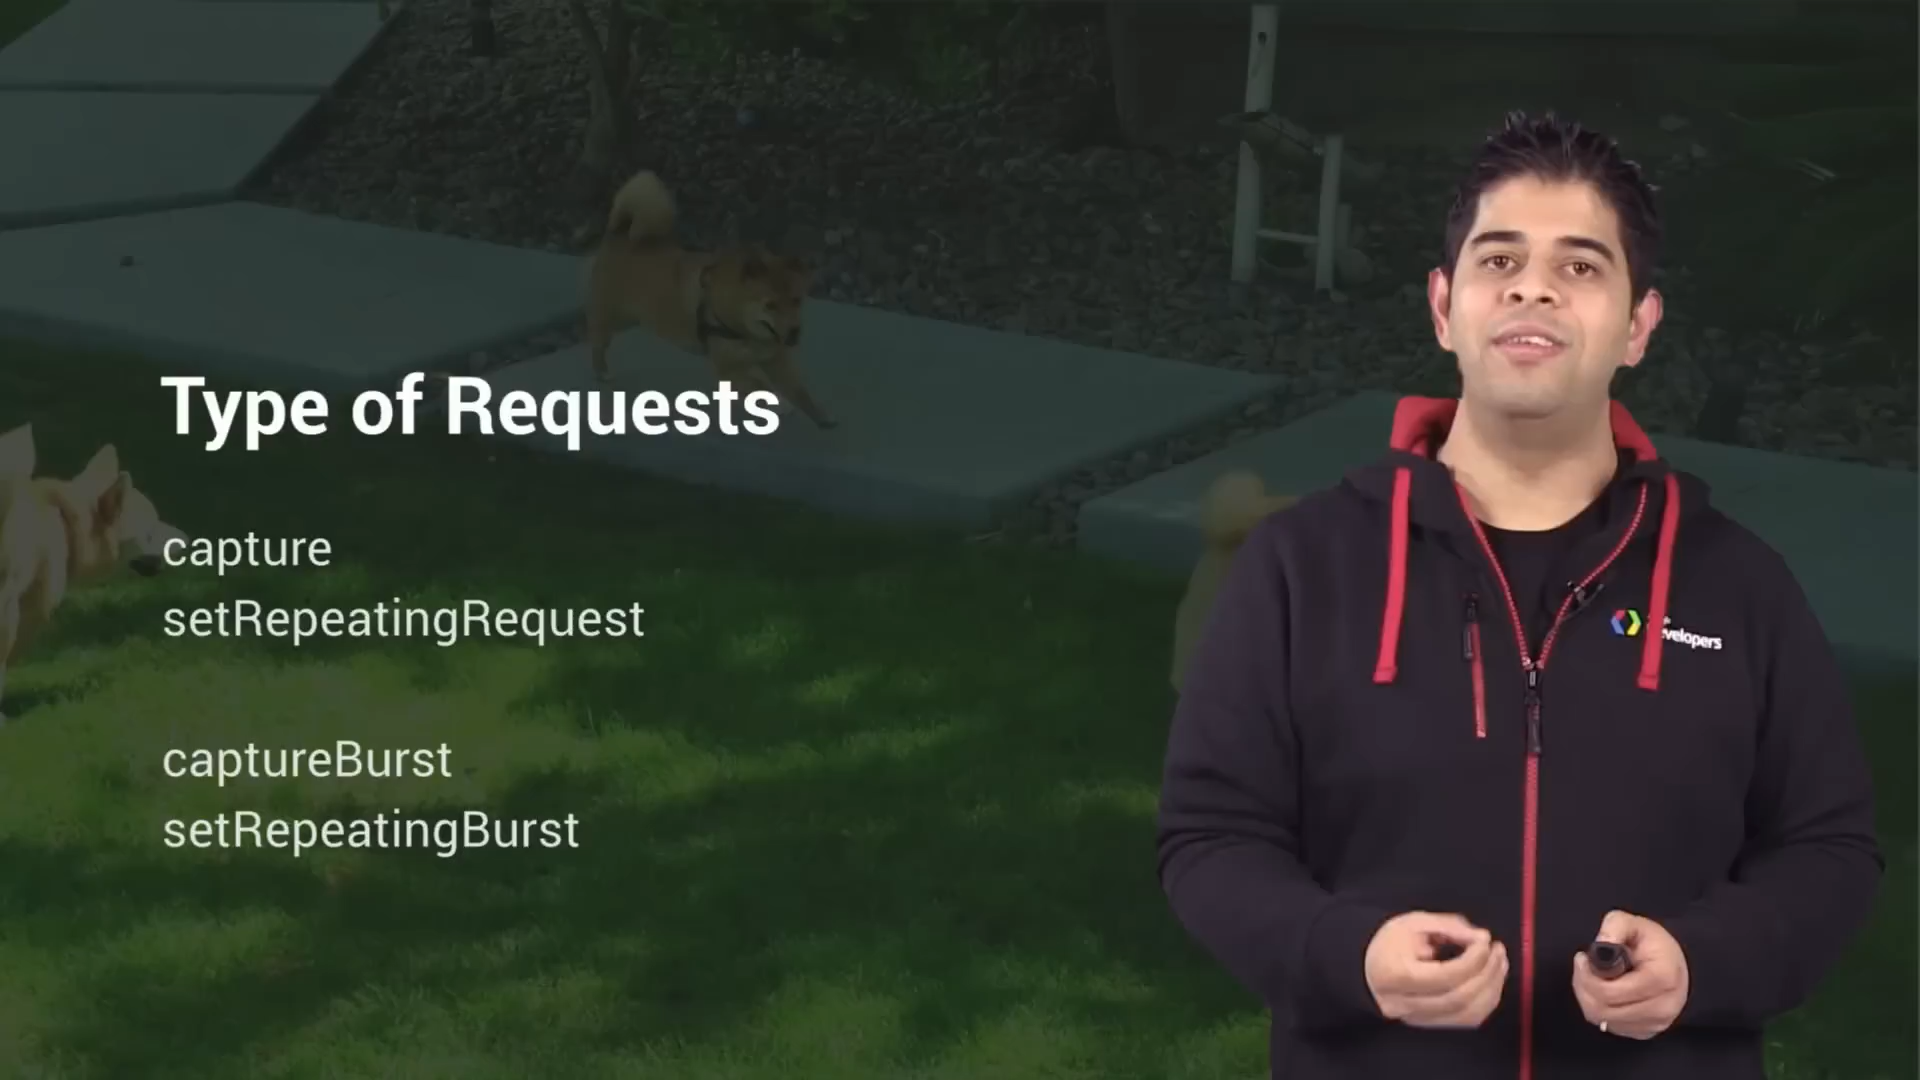 Type of Requests
capture
setRepeatingRequest
captureBurst
setRepeatingBurst